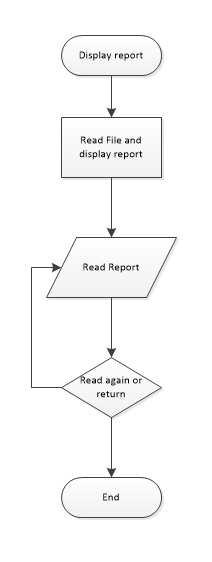 Display report
Read File and
display report
Read Report
Read again or
return
End